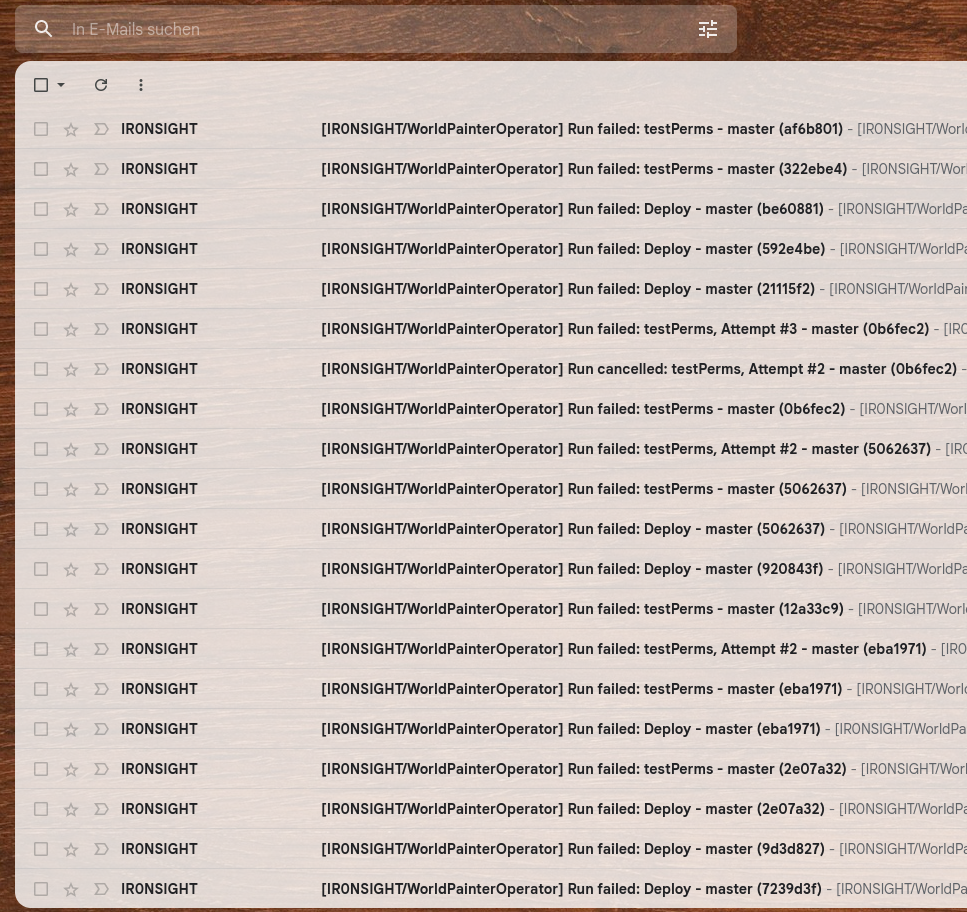 In E-Mails suchen
IR0NSIGHT [IR0NSIGHT/WorldPainterOperator] Run failed: testPerms - master (af6b801) - [IR0NSIGHT/Worl
IR0NSIGHT [IR0NSIGHT/WorldPainterOperator] Run failed: testPerms - master (322ebe4) - [IR0NSIGHT/Wor
IR0NSIGHT [IR0NSIGHT/WorldPainterOperator] Run failed: Deploy - master (be60881) - [IR0NSIGHT/WorldP
IR0NSIGHT [IR0NSIGHT/WorldPainterOperator] Run failed: Deploy - master (592e4be) - [IR0NSIGHT/WorldPa
IR0NSIGHT [IR0NSIGHT/WorldPainterOperator] Run failed: Deploy - master (21115f2) - [IR0NSIGHT/WorldPai
IR0NSIGHT [IR0NSIGHT/WorldPainterOperator] Run failed: testPerms, Attempt #3 - master (0b6fec2) - [IR0
IR0NSIGHT [IR0NSIGHT/WorldPainterOperator] Run cancelled: testPerms, Attempt #2 - master (0b6fec2) -
IR0NSIGHT [IR0NSIGHT/WorldPainterOperator] Run failed: testPerms - master (0b6fec2) - [IR0NSIGHT/Worl
IR0NSIGHT [IR0NSIGHT/WorldPainterOperator] Run failed: testPerms, Attempt #2 - master (5062637) - [IR0
IR0NSIGHT [IR0NSIGHT/WorldPainterOperator] Run failed: testPerms - master (5062637) - [IR0NSIGHT/Wor
IR0NSIGHT [IR0NSIGHT/WorldPainterOperator] Run failed: Deploy - master (5062637) - [IR0NSIGHT/WorldPa
IR0NSIGHT [IR0NSIGHT/WorldPainterOperator] Run failed: Deploy - master (920843f) - [IR0NSIGHT/WorldPa
IR0NSIGHT [IR0NSIGHT/WorldPainterOperator] Run failed: testPerms - master (12a33c9) - [IR0NSIGHT/Worl
IR0NSIGHT [IR0NSIGHT/WorldPainterOperator] Run failed: testPerms, Attempt #2 - master (eba1971) - [IR0
IR0NSIGHT [IR0NSIGHT/WorldPainterOperator] Run failed: testPerms - master (eba1971) - [IR0NSIGHT/World
IR0NSIGHT [IR0NSIGHT/WorldPainterOperator] Run failed: Deploy - master (eba1971) - [IR0NSIGHT/WorldPa
IR0NSIGHT [IR0NSIGHT/WorldPainterOperator] Run failed: testPerms - master (2e07a32) - [IR0NSIGHT/Worl
IR0NSIGHT [IR0NSIGHT/WorldPainterOperator] Run failed: Deploy - master (2e07a32) - [IR0NSIGHT/WorldPa
IR0NSIGHT [IR0NSIGHT/WorldPainterOperator] Run failed: Deploy - master (9d3d827) - [IR0NSIGHT/WorldPa
IR0NSIGHT [IR0NSIGHT/WorldPainterOperator] Run failed: Deploy - master (7239d3f) - [IR0NSIGHT/WorldPa